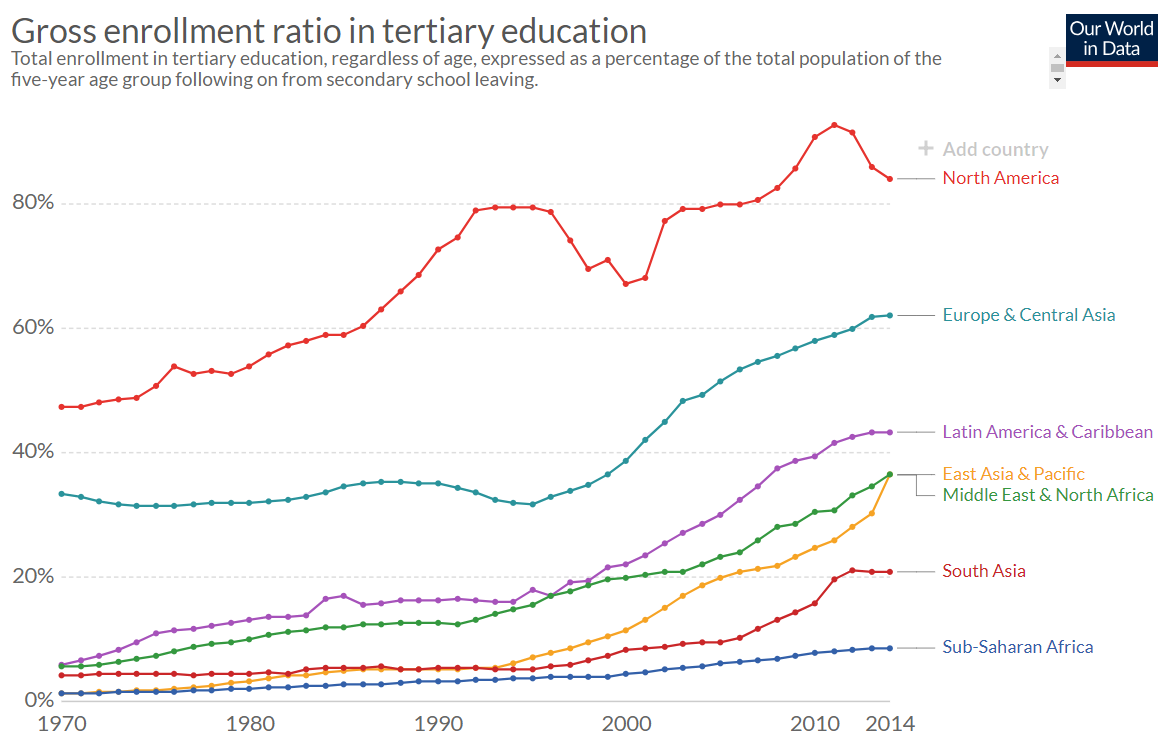 Gross enrollment ratio in tertiary education
Total enrollment in tertiary education, regardless of age, expressed as a percentage of the total population of the
five-year age group following on from secondary school leaving.
Our World
in Data
+ Add country
North America
80%
Europe & Central Asia
60%
Latin America & Caribbean
40%
East Asia & Pacific
Middle East & North Africa
20%
South Asia
Sub-Saharan Africa
0%
1970 1980 1990 2000 2010 2014